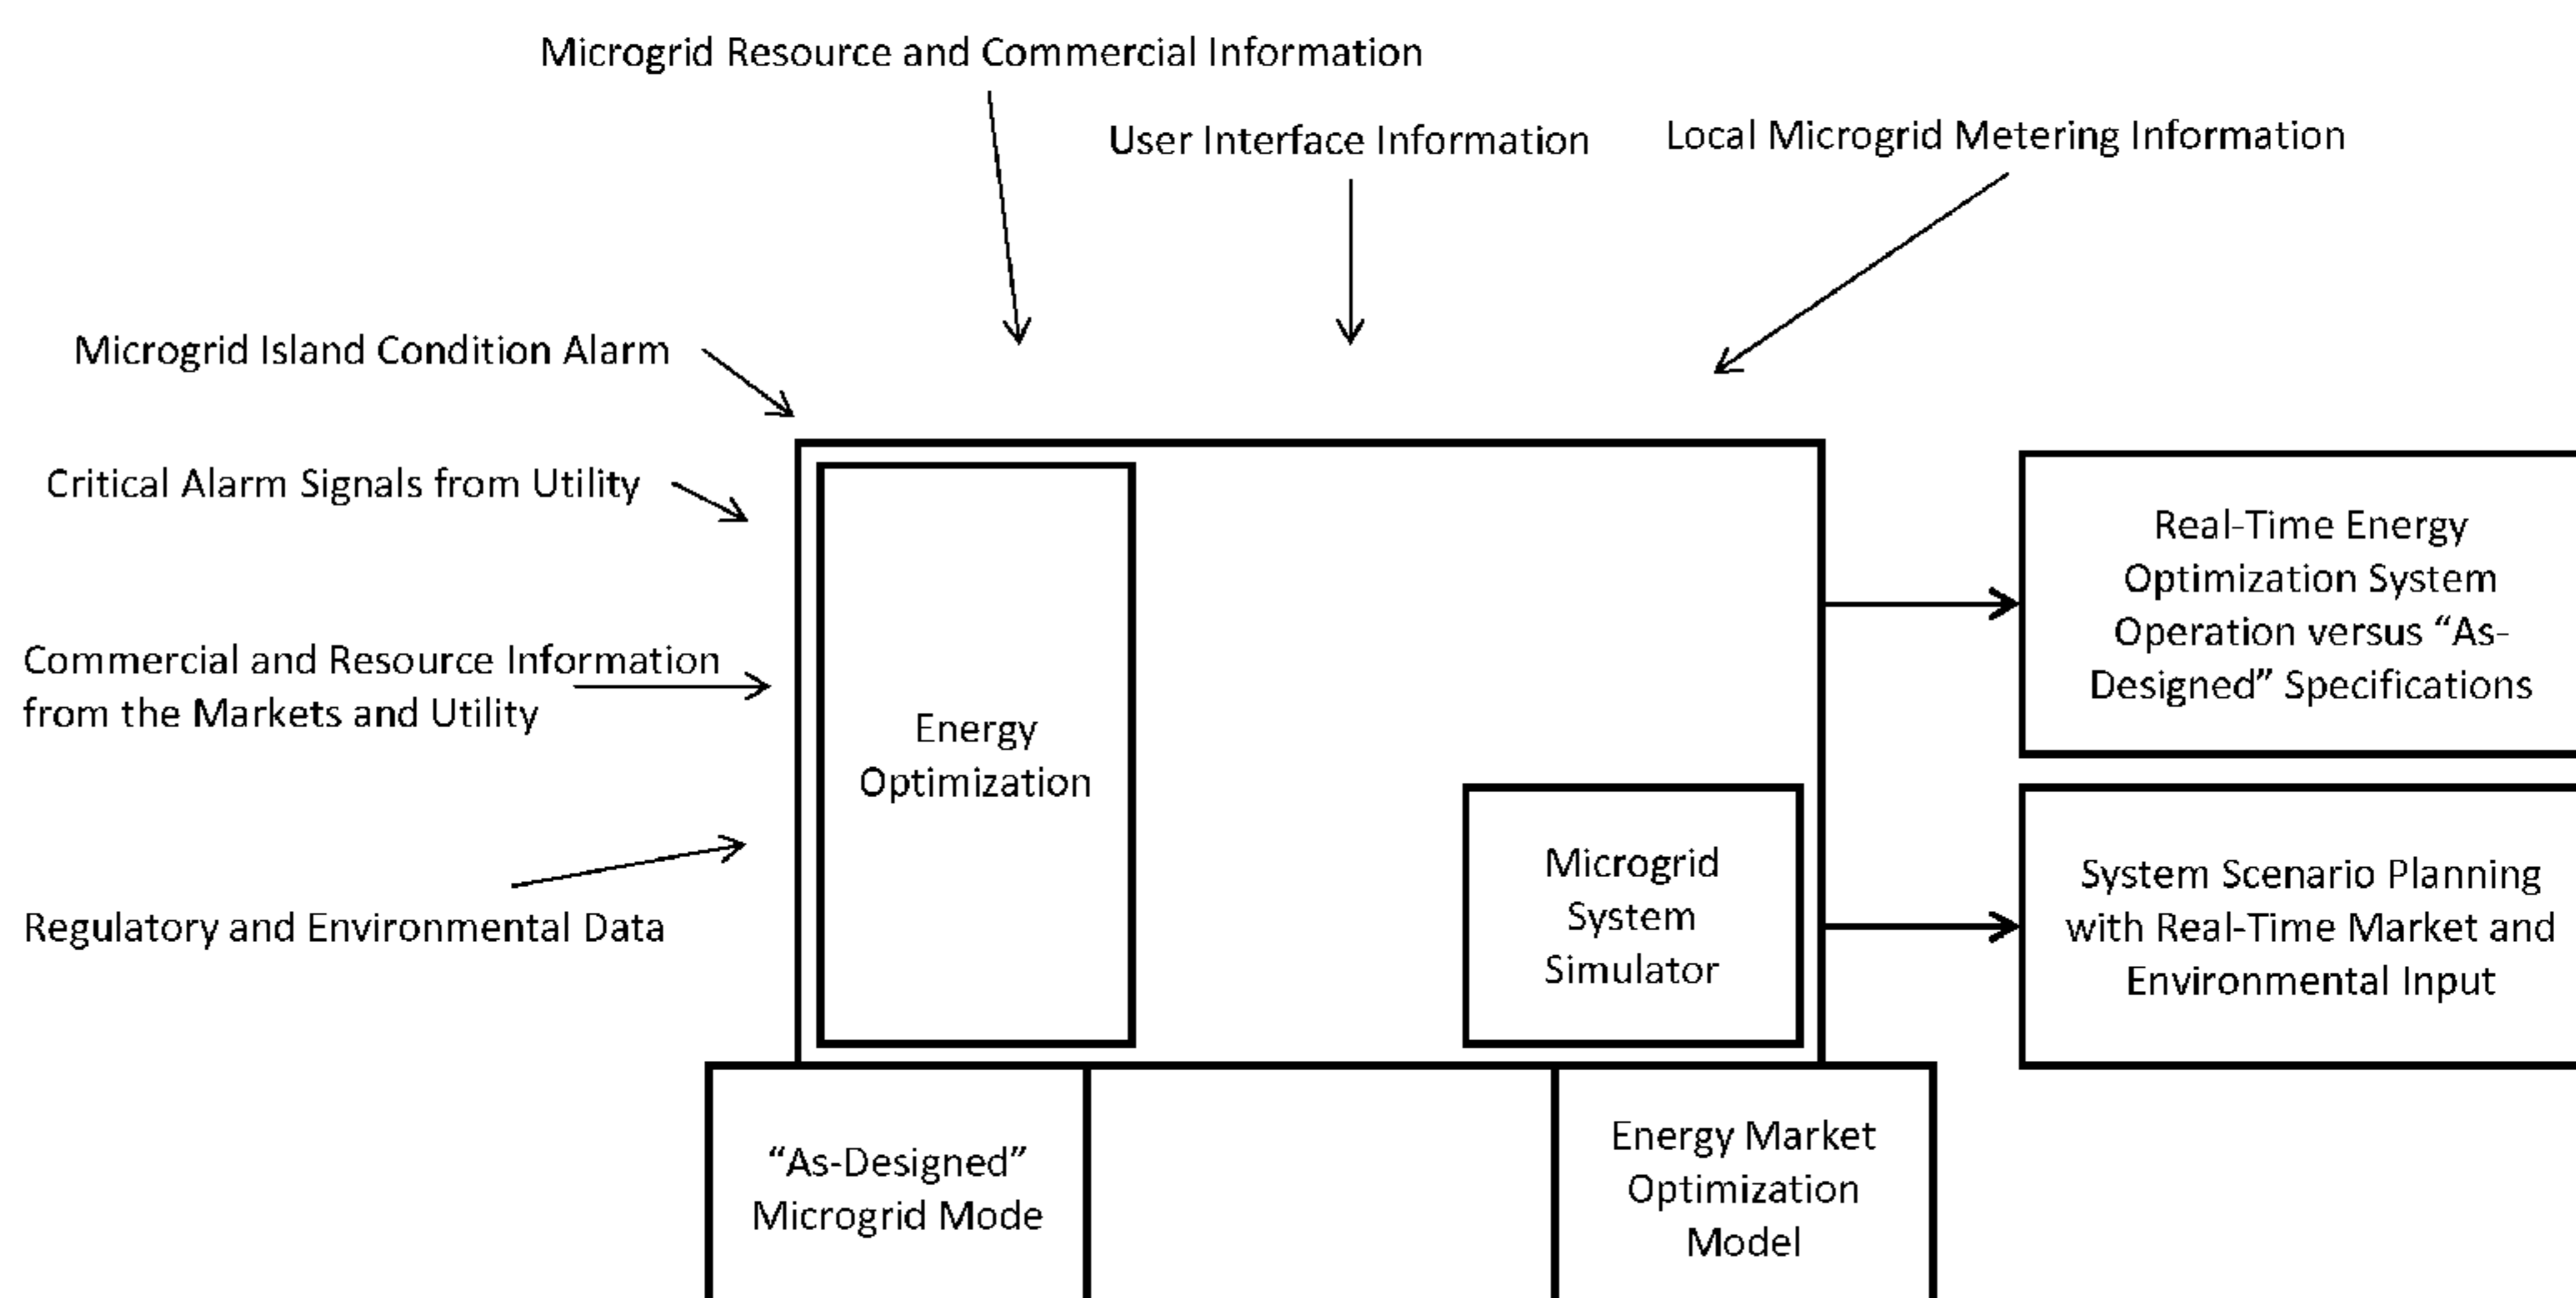 Microgrid Resource and Commercial Information
User Interface Information
Local Microgrid Metering Information
Microgrid Island Condition Alarm
Critical Alarm Signals from Utility
Commercial and Resource Information
from the Markets and Utility
Regulatory and Environmental Data
Energy
Optimization
Microgrid
System
Simulator
Real-Time Energy
Optimization System
Operation versus “As-
Designed” Specifications
System Scenario Planning
with Real-Time Market and
Environmental Input
“As-Designed”
Microgrid Mode
Energy Market
Optimization
Model